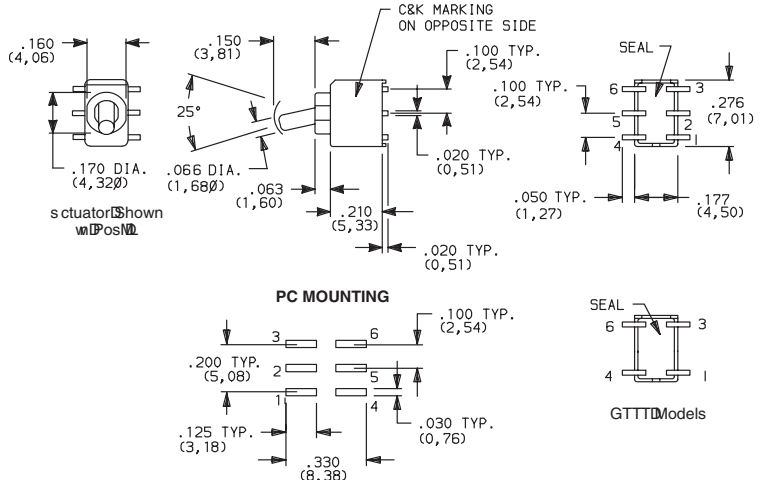 C&K MARKING
ON OPPOSITE SIDE
.160
(4,06)
.150
(3,81)
.100 TYP.
(2,54)
SEAL
6
3
5
2
4
1
.100 TYP.
(2,54)
.276
(7,01)
25°
.170 DIA.
(4,32Ø)
.066 DIA.
(1,68Ø)
.063
(1,60)
.020 TYP.
(0,51)
.210
(5,33)
.050 TYP.
(1,27)
.177
(4,50)
Shown
.020 TYP.
(0,51)
PC MOUNTING
3
6
2
5
1
4
.100 TYP.
(2,54)
.200 TYP.
(5,08)
.125 TYP.
(3,18)
.030 TYP.
(0,76)
.330
(8,38)
SEAL
6
3
4
1
Models